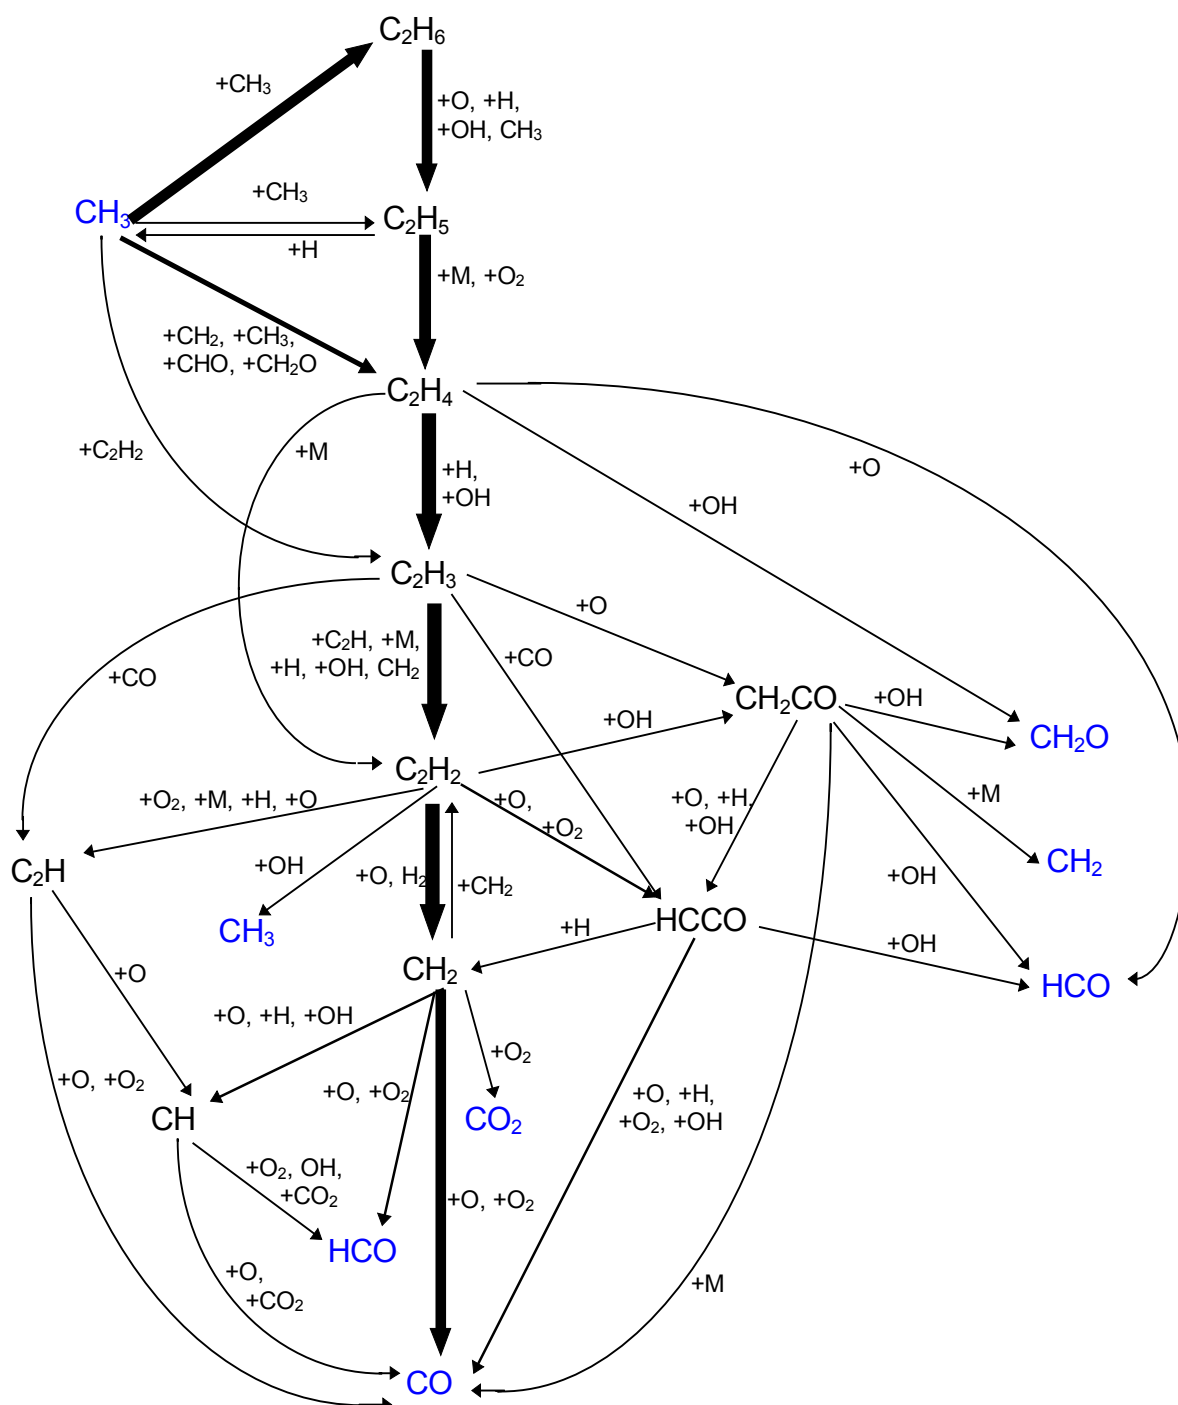 C₂H₆
+CH₃
+O, +H,
+OH, CH₃
+CH₃
CH₃
C₂H₅
+H
+M, +O₂
+CH₂, +CH₃,
+CHO, +CH₂O
C₂H₄
+C₂H₂
+M
+H,
+OH
+O
+OH
C₂H₃
+O
+C₂H, +M,
+H, +OH, CH₂
+CO
+CO
CH₂CO
+OH
+OH
CH₂O
C₂H₂
+O₂, +M, +H, +O
+O,
+O₂
+O, +H,
+OH
+M
C₂H
+OH
+O, H₂
+CH₂
+OH
CH₂
CH₃
+H
HCCO
+OH
CH₂
HCO
+O
+O, +H, +OH
+O₂
+O, +O₂
+O, +O₂
+O, +H,
+O₂, +OH
CH
CO₂
+O₂, OH,
+CO₂
+O, +O₂
HCO
+O,
+CO₂
+M
CO